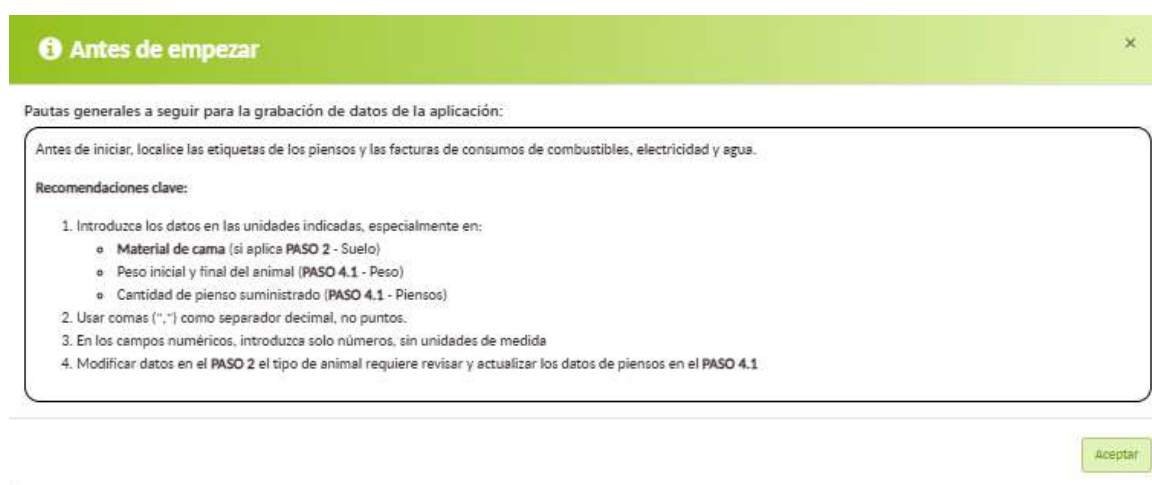 Antes de empezar
×
Pautas generales a seguir para la grabación de datos de la aplicación:
Antes de iniciar, localice las etiquetas de los piensos y las facturas de consumos de combustibles, electricidad y agua.
Recomendaciones clave:
1. Introduzca los datos en las unidades indicadas, especialmente en:
Material de cama (si aplica PASO 2 - Suelo)
Peso inicial y final del animal (PASO 4.1 - Peso)
Cantidad de pienso suministrado (PASO 4.1 - Piensos)
2. Usar comas (",") como separador decimal, no puntos.
3. En los campos numéricos, introduzca solo números, sin unidades de medida
4. Modificar datos en el PASO 2 el tipo de animal requiere revisar y actualizar los datos de piensos en el PASO 4.1
Aceptar